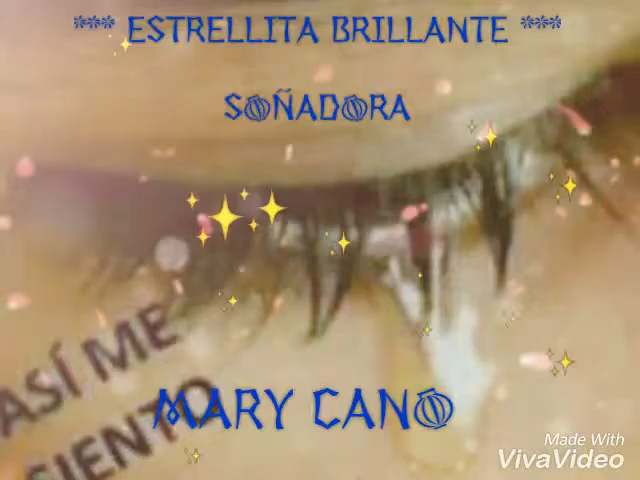 *** ESTRELLITA BRILLANTE ***
SOÑADORA
ASÍ ME
SIENTO
MARY CANO
Made With
VivaVideo